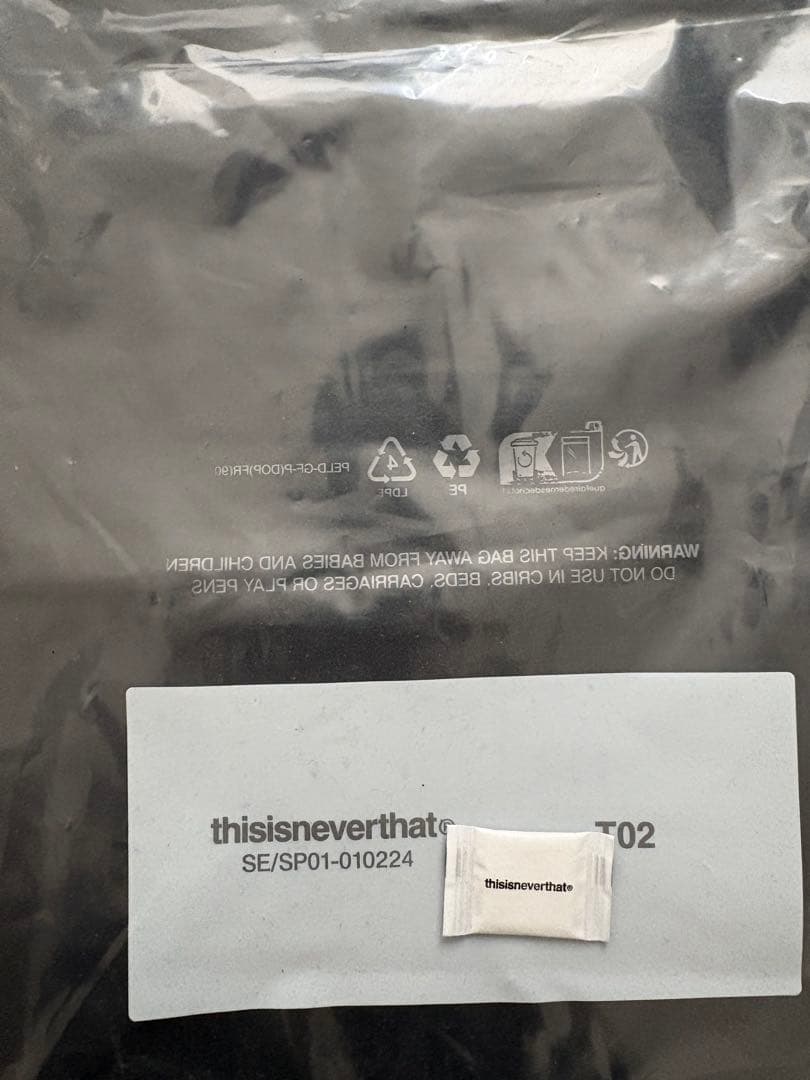 PE
4
LDPE
PELD-GF-P(DOP)FR(90
WARNING: KEEP THIS BAG AWAY FROM BABIES AND CHILDREN
DO NOT USE IN CRIBS, BEDS, CARRIAGES OR PLAY PENS
thisisneverthat®
T02
SE/SP01-010224
thisisneverthat®